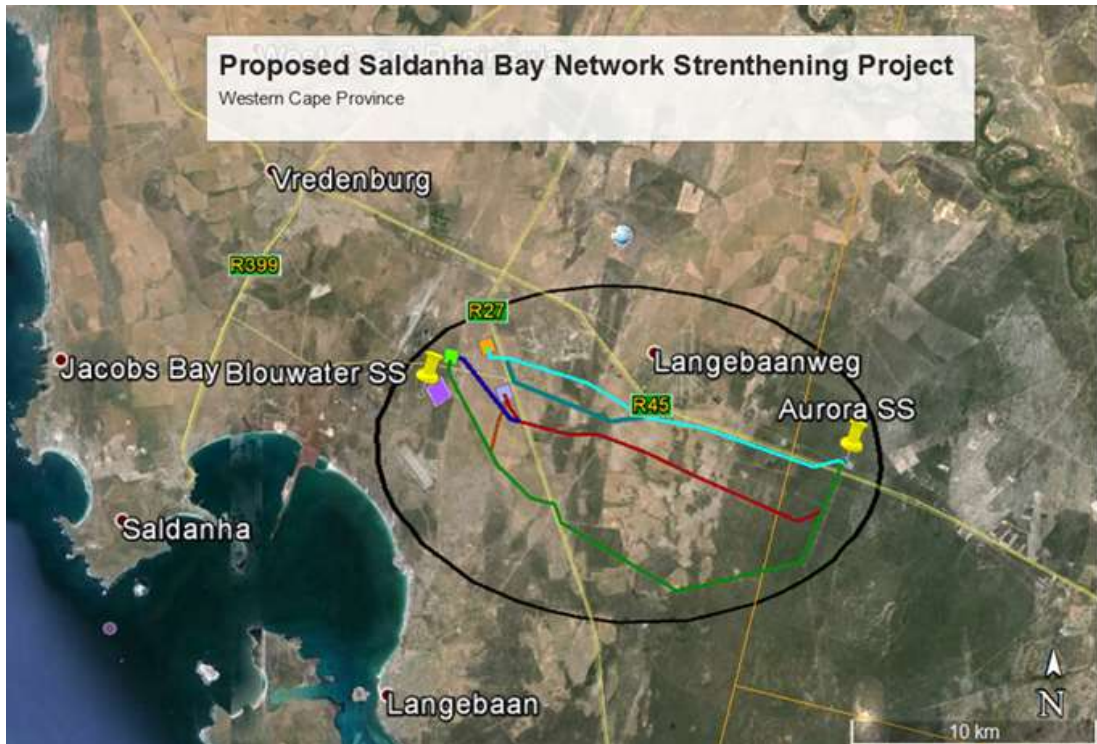 Proposed Saldanha Bay Network Strenthening Project
Western Cape Province
Vredenburg
R399
R27
Jacobs Bay
Blouwater SS
Langebaanweg
R45
Aurora SS
Saldanha
Langebaan
N
10 km